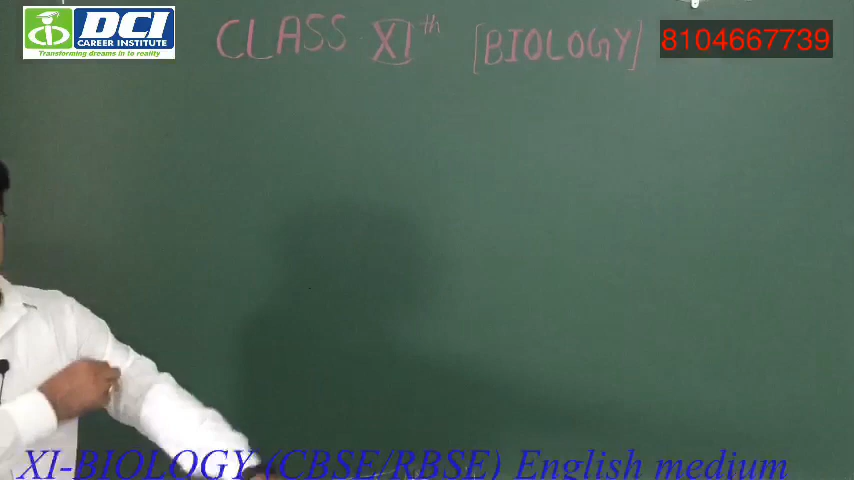 DCI
CAREER INSTITUTE
Transforming dreams in to reality
CLASS XIth [BIOLOGY]
8104667739
XI-BIOLOGY (CBSE/RBSE) English medium